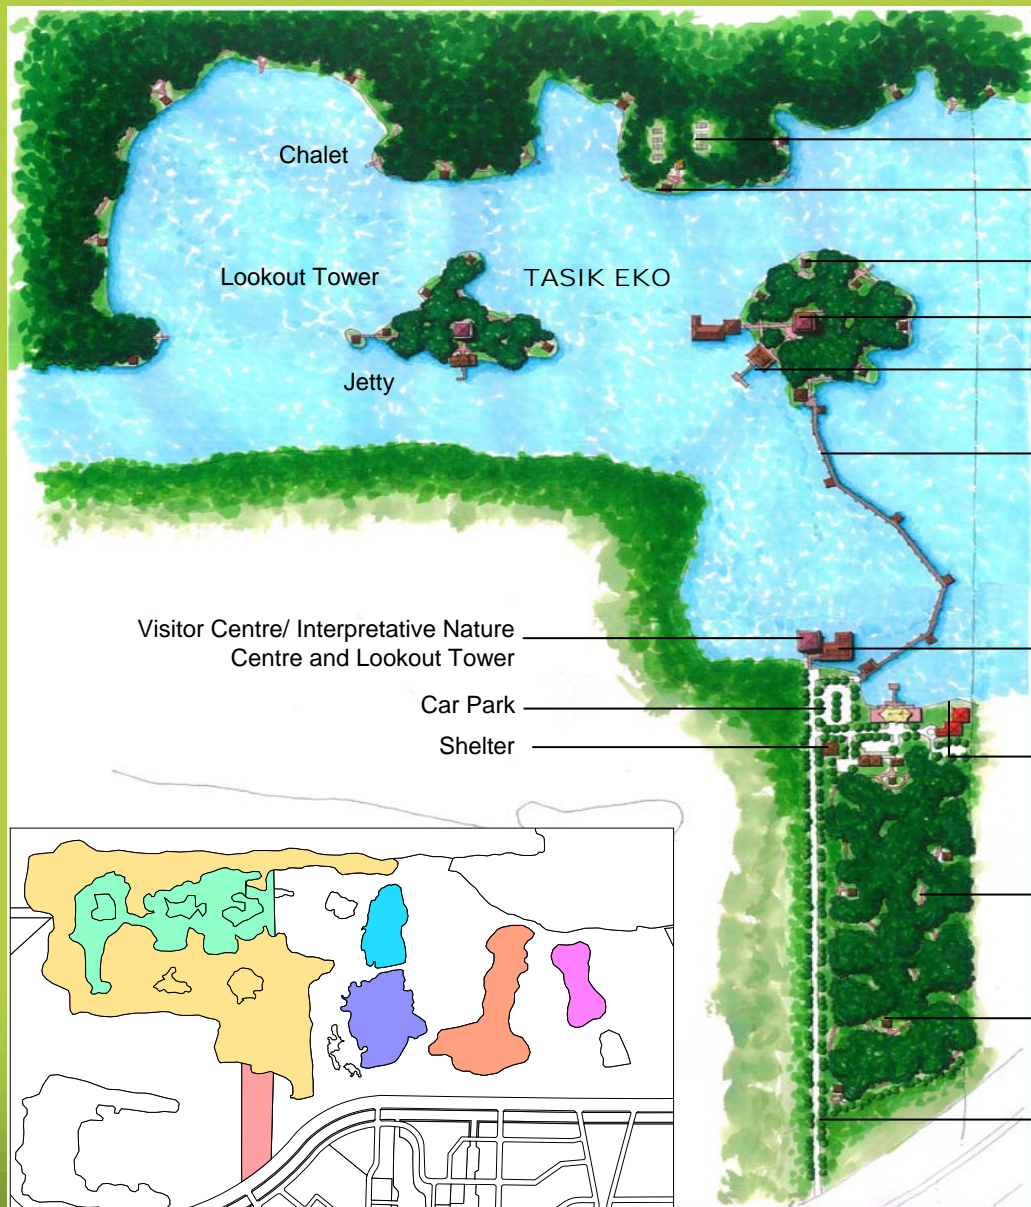 Chalet
Lookout Tower
TASIK EKO
Jetty
Visitor Centre/ Interpretative Nature
Centre and Lookout Tower
Car Park
Shelter